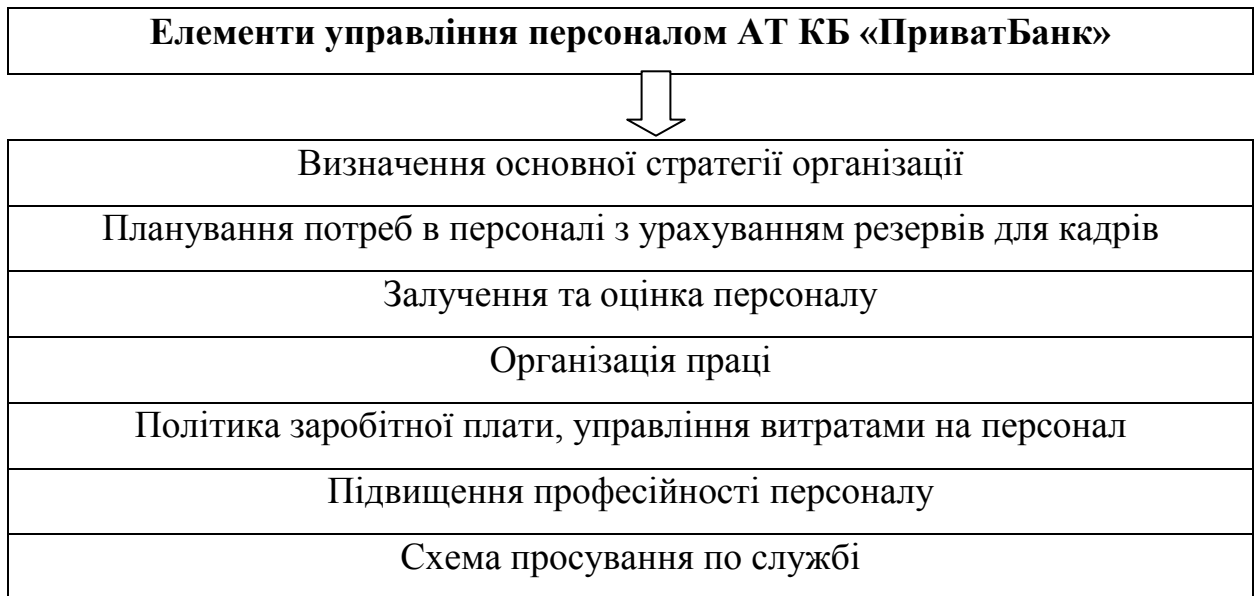 Елементи управління персоналом АТ КБ «ПриватБанк»
Визначення основної стратегії організації
Планування потреб в персоналі з урахуванням резервів для кадрів
Залучення та оцінка персоналу
Організація праці
Політика заробітної плати, управління витратами на персонал
Підвищення професійності персоналу
Схема просування по службі